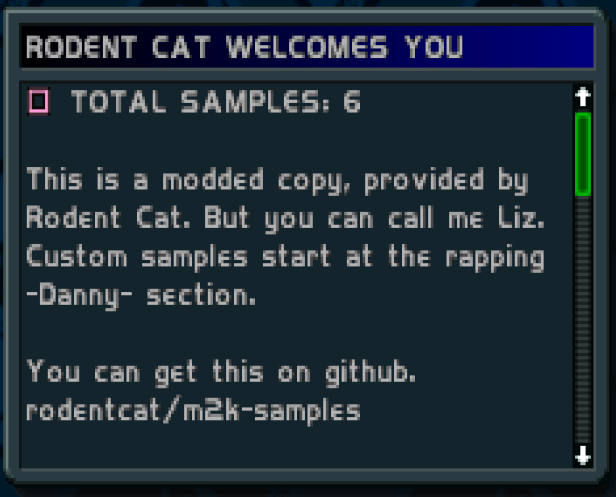 RODENT CAT WELCOMES YOU
TOTAL SAMPLES: 6
This is a modded copy, provided by
Rodent Cat. But you can call me Liz.
Custom samples start at the rapping
-Danny- section.
You can get this on github.
rodentcat/m2k-samples